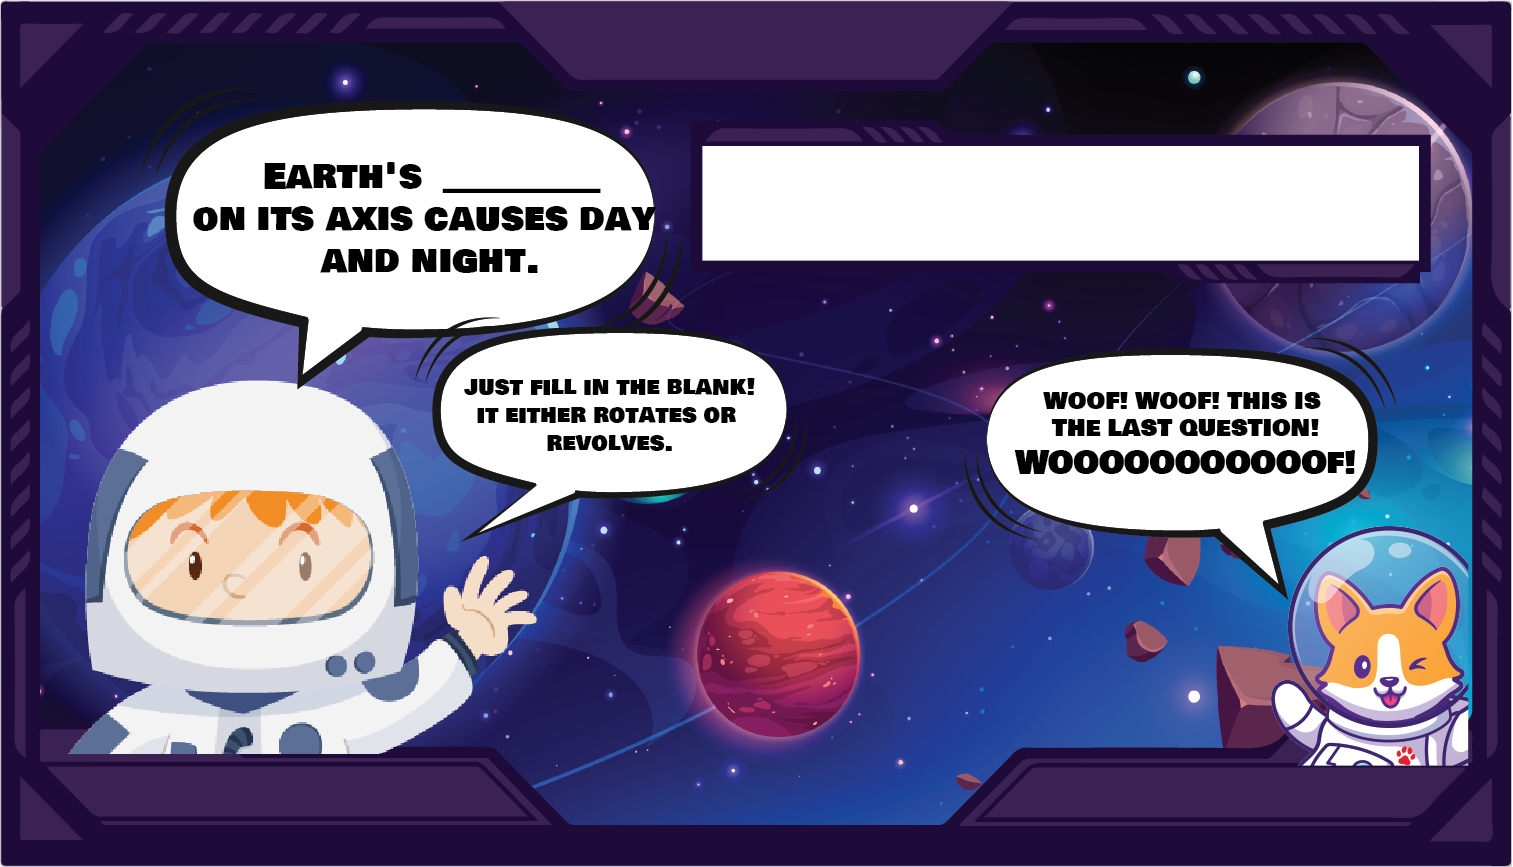 Earth's ________
on its axis causes day
and night.
just fill in the blank!
it either rotates or
revolves.
woof! woof! this is
the last question!
Woooooooooooof!